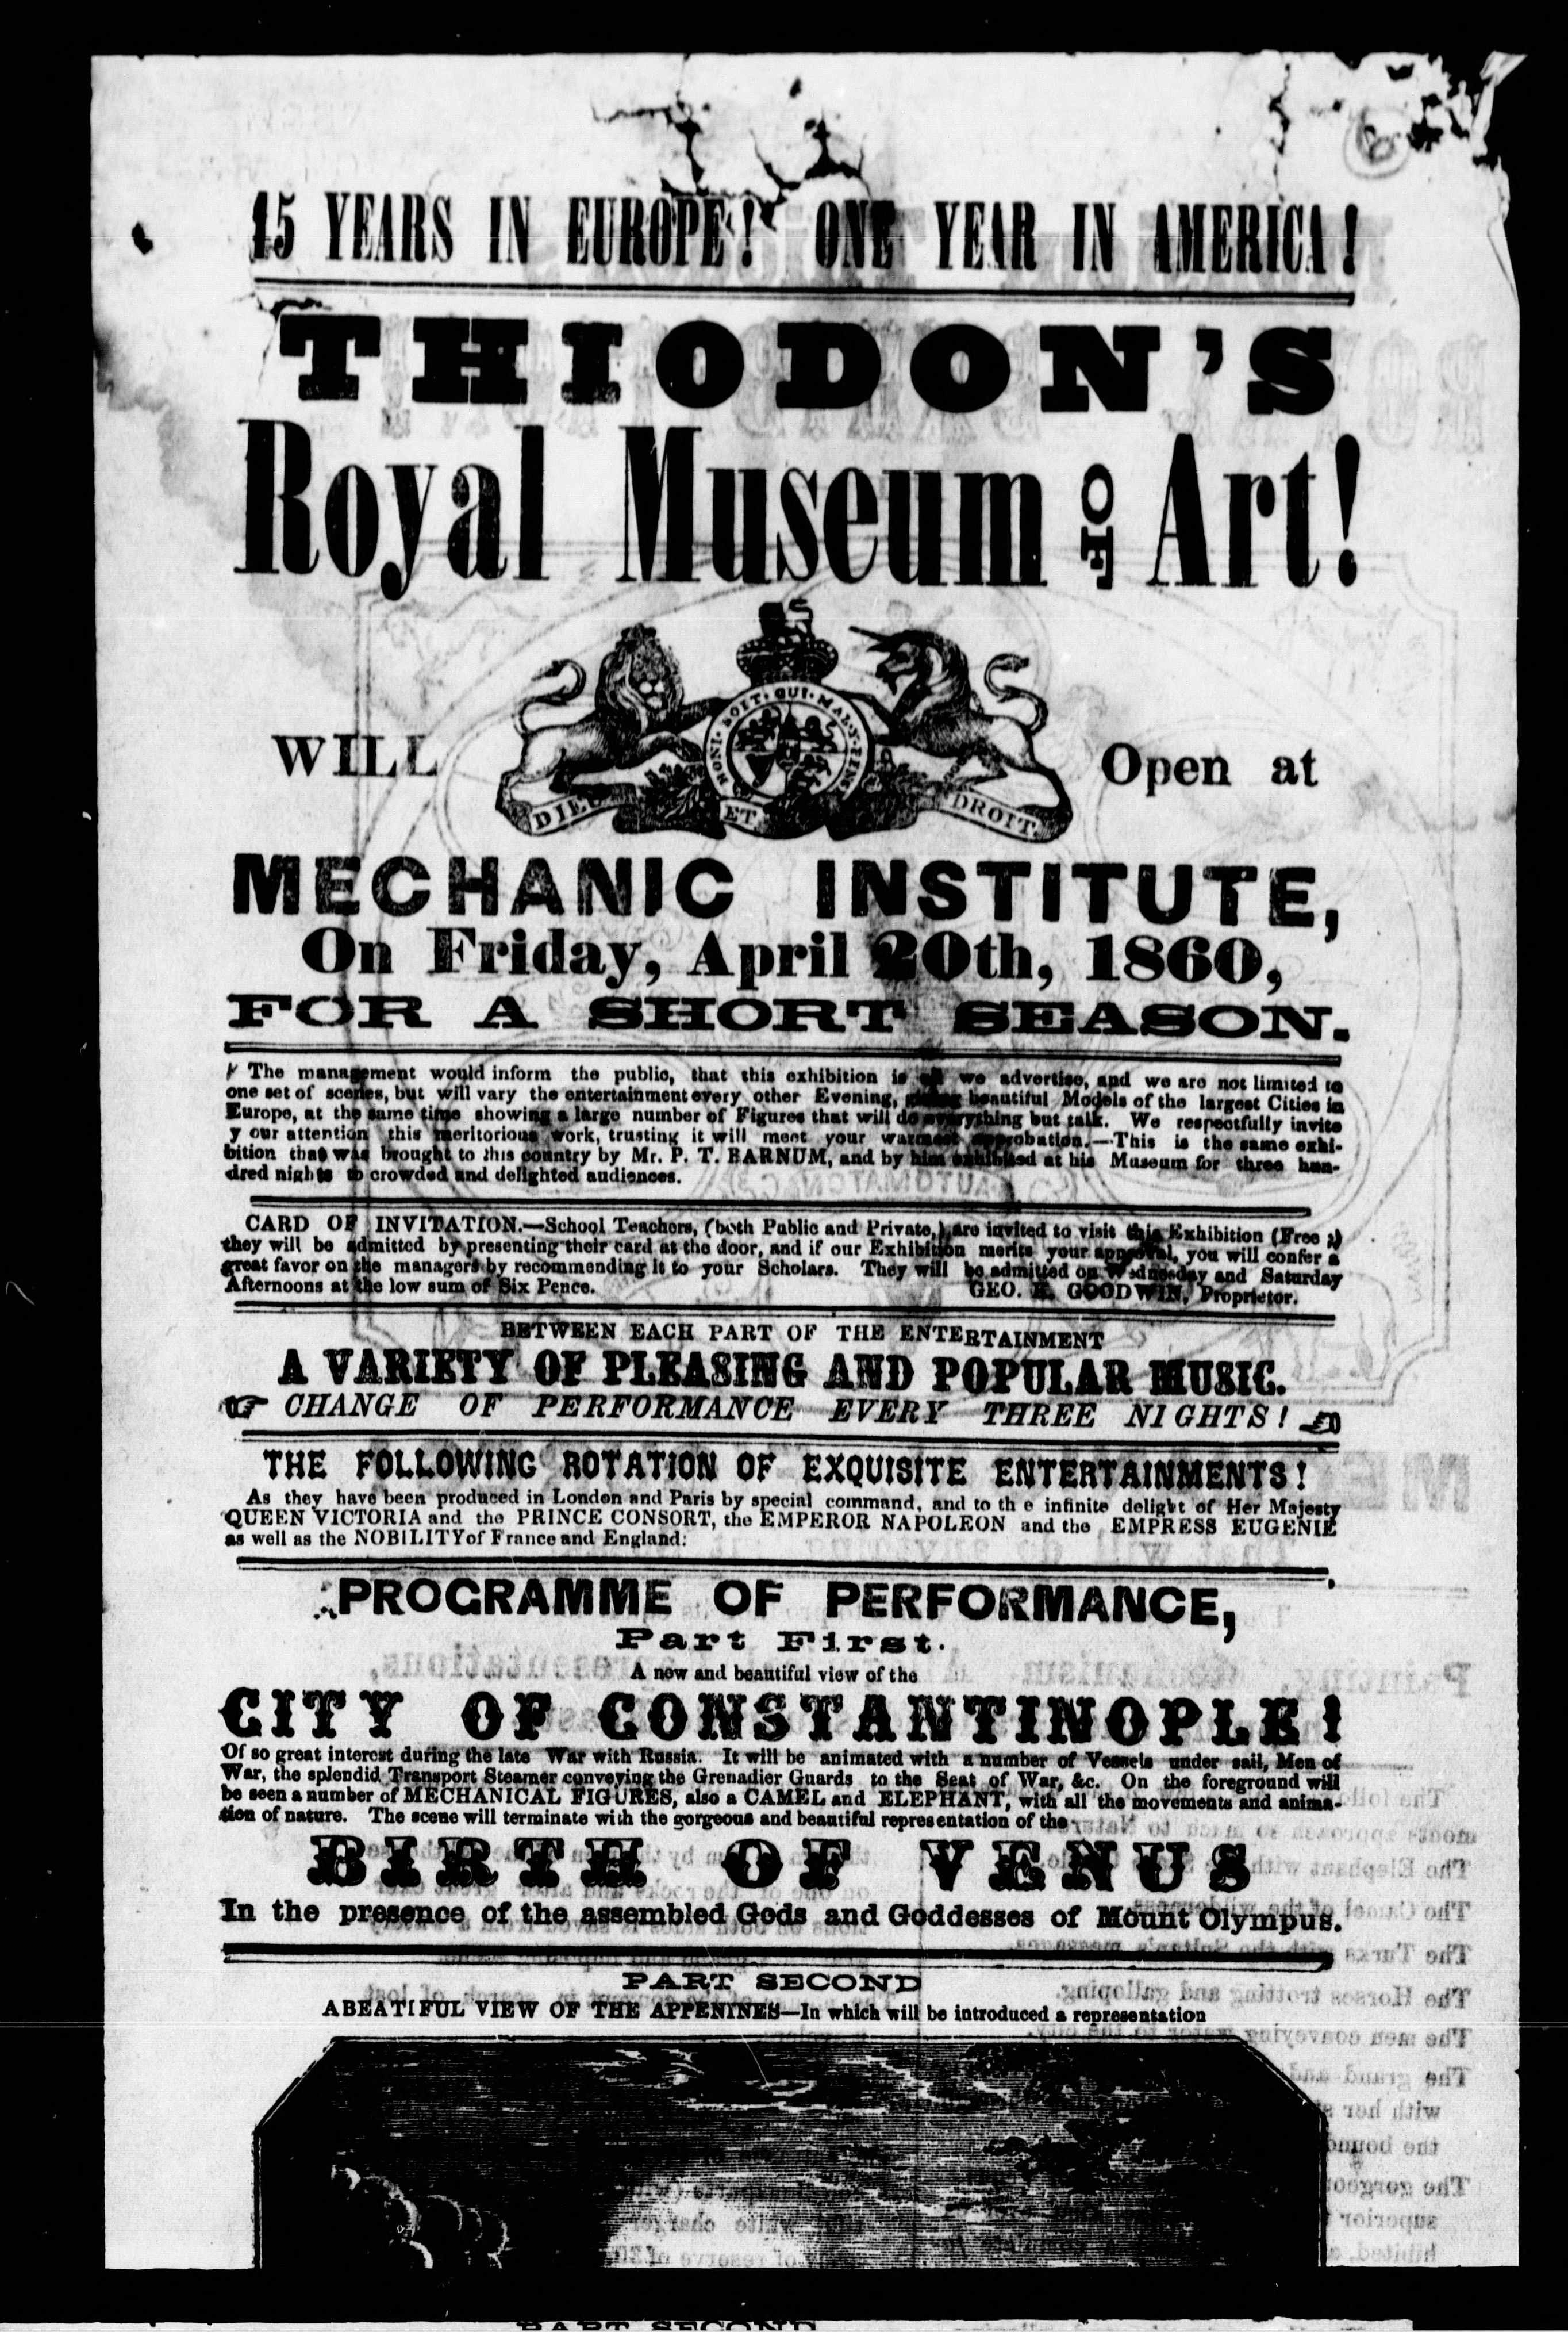 15 YEARS IN EUROPE! ONE YEAR IN AMERICA!
THIODON'S
Royal Museum OF Art!
HONI·SOIT·QUI·MAL·Y·PENS
DIEU ET DROIT.
WILL Open at
MECHANIC INSTITUTE,
On Friday, April 20th, 1860,
FOR A SHORT SEASON.
The management would inform the public, that this exhibition is all we advertise, and we are not limited to
one set of scenes, but will vary the entertainment every other Evening, beautiful Models of the largest Cities in
Europe, at the same time showing a large number of Figures that will do everything but talk. We respectfully invite
y our attention this meritorious work, trusting it will meet your warmest approbation.—This is the same exhi-
bition that was brought to this country by Mr. P. T. BARNUM, and by him exhibited at his Museum for three hun-
dred nights to crowded and delighted audiences.
CARD OF INVITATION.—School Teachers, (both Public and Private,) are invited to visit this Exhibition (Free ;)
they will be admitted by presenting their card at the door, and if our Exhibition merits your approval, you will confer a
great favor on the managers by recommending it to your Scholars. They will be admitted on Wednesday and Saturday
Afternoons at the low sum of Six Pence. GEO. K. GOODWIN, Proprietor.
BETWEEN EACH PART OF THE ENTERTAINMENT
A VARIETY OF PLEASING AND POPULAR MUSIC.
☞ CHANGE OF PERFORMANCE EVERY THREE NIGHTS! ☜
THE FOLLOWING ROTATION OF EXQUISITE ENTERTAINMENTS!
As they have been produced in London and Paris by special command, and to th e infinite delight of Her Majesty
QUEEN VICTORIA and the PRINCE CONSORT, the EMPEROR NAPOLEON and the EMPRESS EUGENIE
as well as the NOBILITY of France and England:
PROGRAMME OF PERFORMANCE,
Part First.
A new and beautiful view of the
CITY OF CONSTANTINOPLE!
Of so great interest during the late War with Russia. It will be animated with a number of Vessels under sail, Men of
War, the splendid Transport Steamer conveying the Grenadier Guards to the Seat of War, &c. On the foreground will
be seen a number of MECHANICAL FIGURES, also a CAMEL and ELEPHANT, with all the movements and anima-
tion of nature. The scene will terminate with the gorgeous and beautiful representation of the
BIRTH OF VENUS
In the presence of the assembled Gods and Goddesses of Mount Olympus.
PART SECOND
A BEATIFUL VIEW OF THE APPENINES—In which will be introduced a representation
PART SECOND